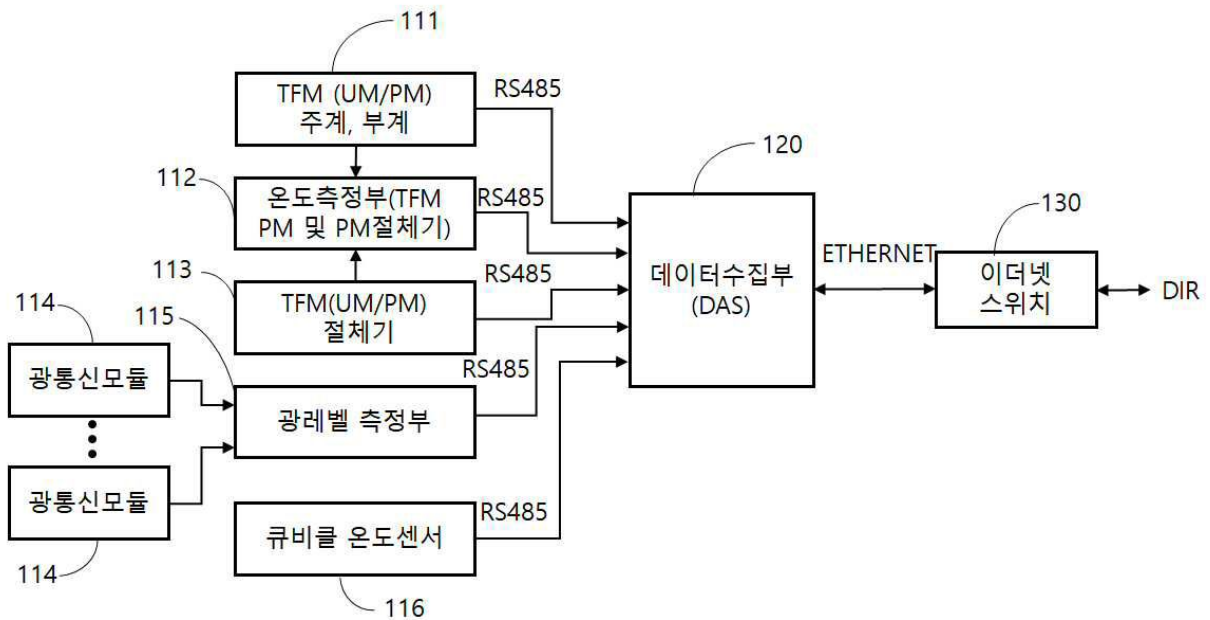 111
TFM (UM/PM)
주계, 부계
RS485
112
온도측정부(TFM
PM 및 PM절체기)
RS485
120
데이터수집부
(DAS)
ETHERNET
130
이더넷
스위치
DIR
113
TFM(UM/PM)
절체기
RS485
114
광통신모듈
115
광레벨 측정부
RS485
광통신모듈
114
큐비클 온도센서
RS485
116